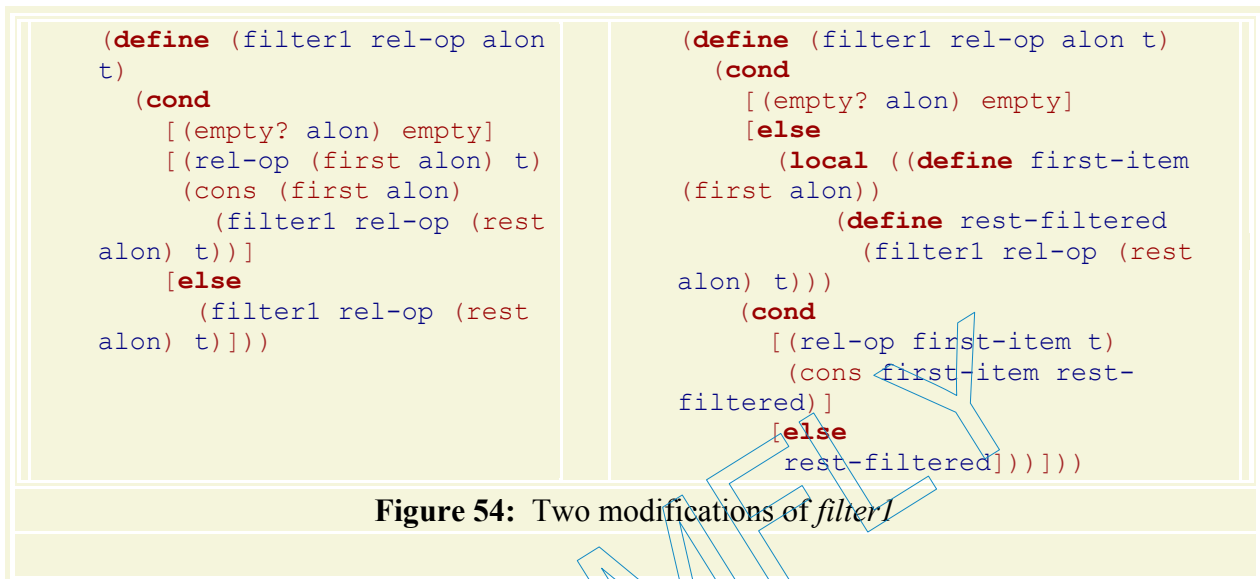 (define (filter1 rel-op alon
t)
(cond
[(empty? alon) empty]
[(rel-op (first alon) t)
(cons (first alon)
(filter1 rel-op (rest
alon) t))]
[else
(filter1 rel-op (rest
alon) t)]))
(define (filter1 rel-op alon t)
(cond
[(empty? alon) empty]
[else
(local ((define first-item
(first alon))
(define rest-filtered
(filter1 rel-op (rest
alon) t)))
(cond
[(rel-op first-item t)
(cons first-item rest-
filtered)]
[else
rest-filtered]))]))
Figure 54: Two modifications of filter1
MELY